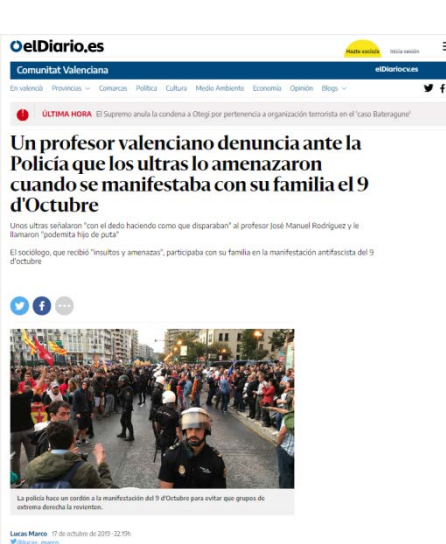 elDiario.es
Hazte socio/a Inicia sesión
Comunitat Valenciana
elDiariocv.es
En valencià Provincias Comarcas Política Cultura Medio Ambiente Economía Opinión Blogs
ÚLTIMA HORA El Supremo anula la condena a Otegi por pertenencia a organización terrorista en el 'caso Bateragune'
Un profesor valenciano denuncia ante la
Policía que los ultras lo amenazaron
cuando se manifestaba con su familia el 9
d'Octubre
Unos ultras señalaron "con el dedo haciendo como que disparaban" al profesor José Manuel Rodríguez y le
llamaron "podemita hijo de puta"
El sociólogo, que recibió "insultos y amenazas", participaba con su familia en la manifestación antifascista del 9
d'octubre
La policía hace un cordón a la manifestación del 9 d'Octubre para evitar que grupos de
extrema derecha la revienten.
Lucas Marco 17 de octubre de 2019 - 22:19h
@lucas_marco_